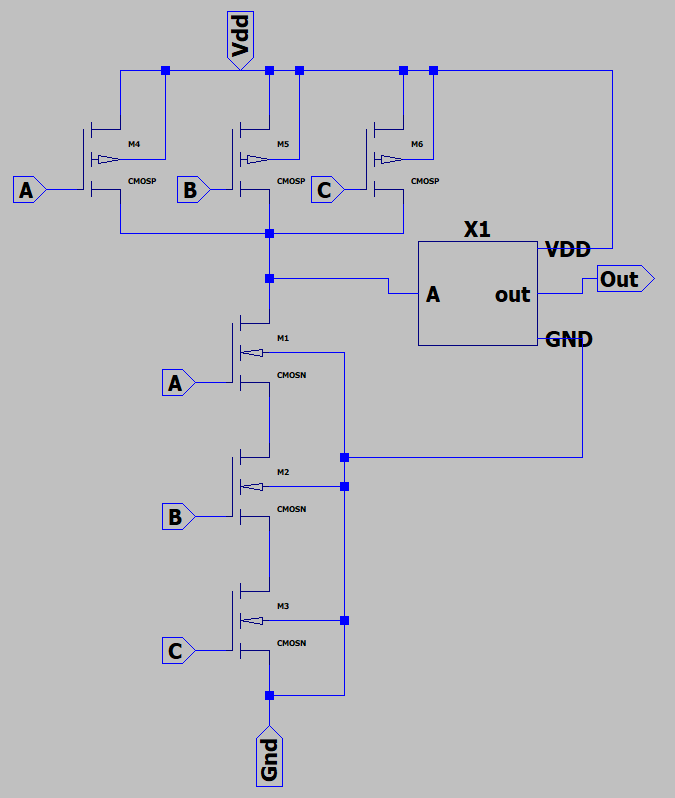 Vdd
M4
M5
M6
CMOSP
CMOSP
CMOSP
A
B
C
X1
VDD
A
out
Out
GND
M1
CMOSN
A
M2
CMOSN
B
M3
CMOSN
C
Gnd